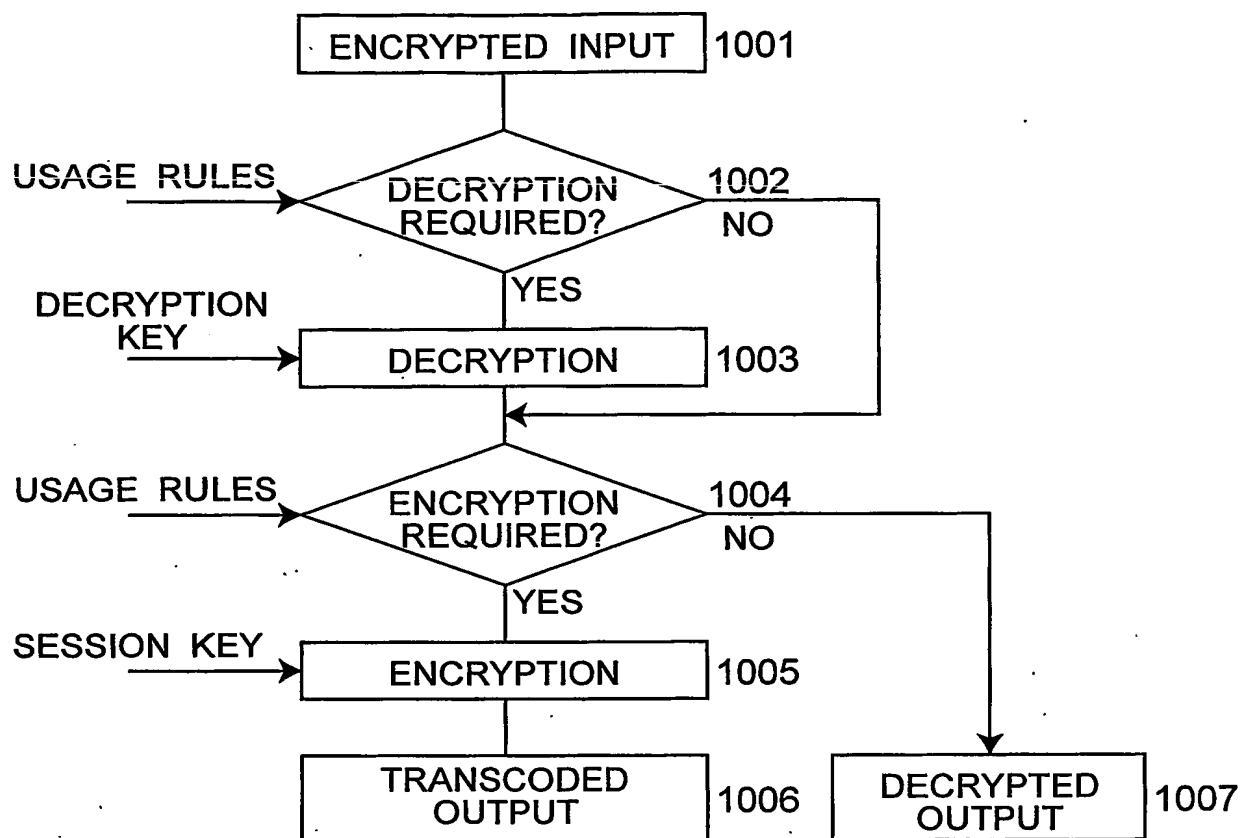 ENCRYPTED INPUT 1001
USAGE RULES
DECRYPTION
REQUIRED?
1002
NO
YES
DECRYPTION
KEY
DECRYPTION 1003
USAGE RULES
ENCRYPTION
REQUIRED?
1004
NO
YES
SESSION KEY
ENCRYPTION 1005
TRANSCODED
OUTPUT
1006
DECRYPTED
OUTPUT
1007